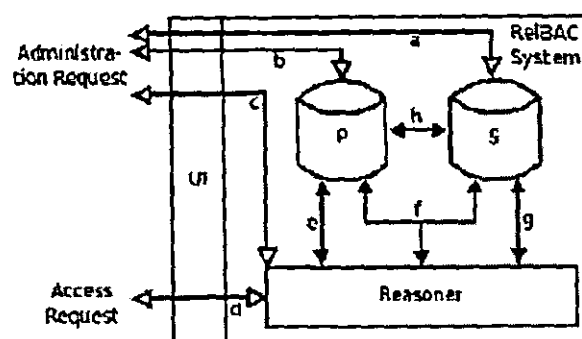 a
RelBAC
System
Administra-
tion Request
b
c
P
h
S
UI
e
f
g
Access
Request
d
Reasoner